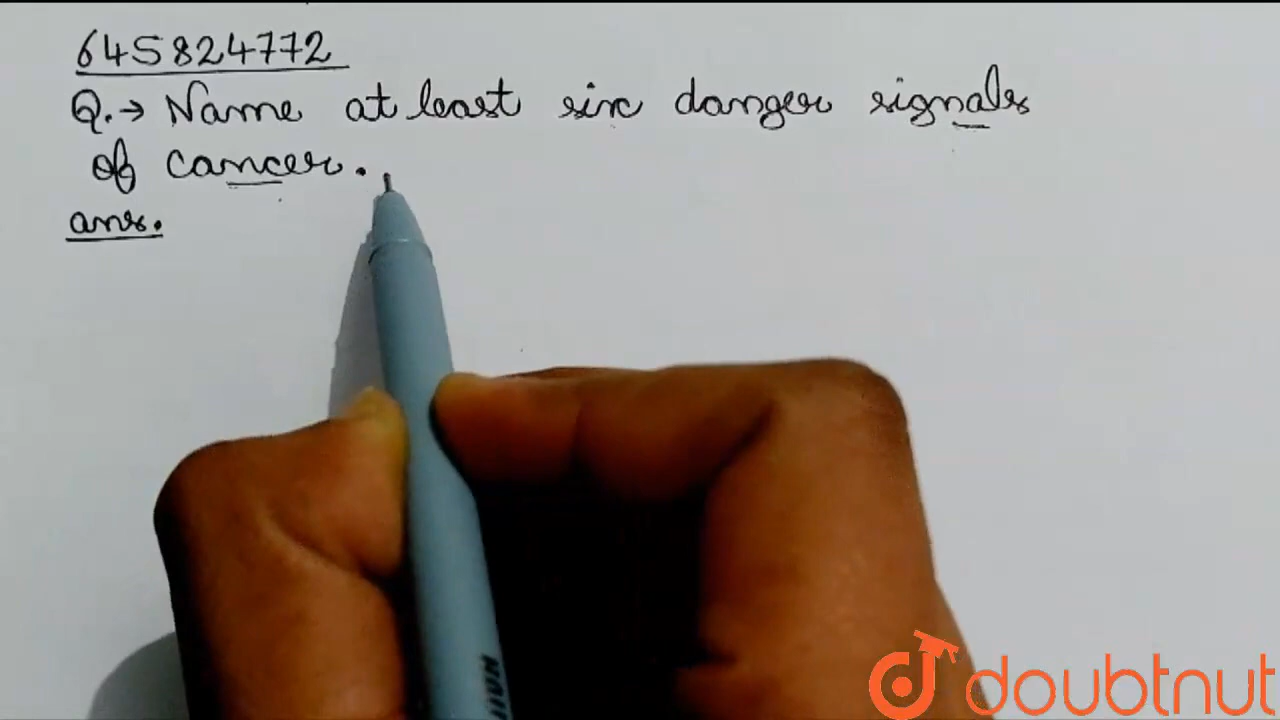 645824772
Q.→ Name at least six danger signals
of cancer.
ans.
doubtnut